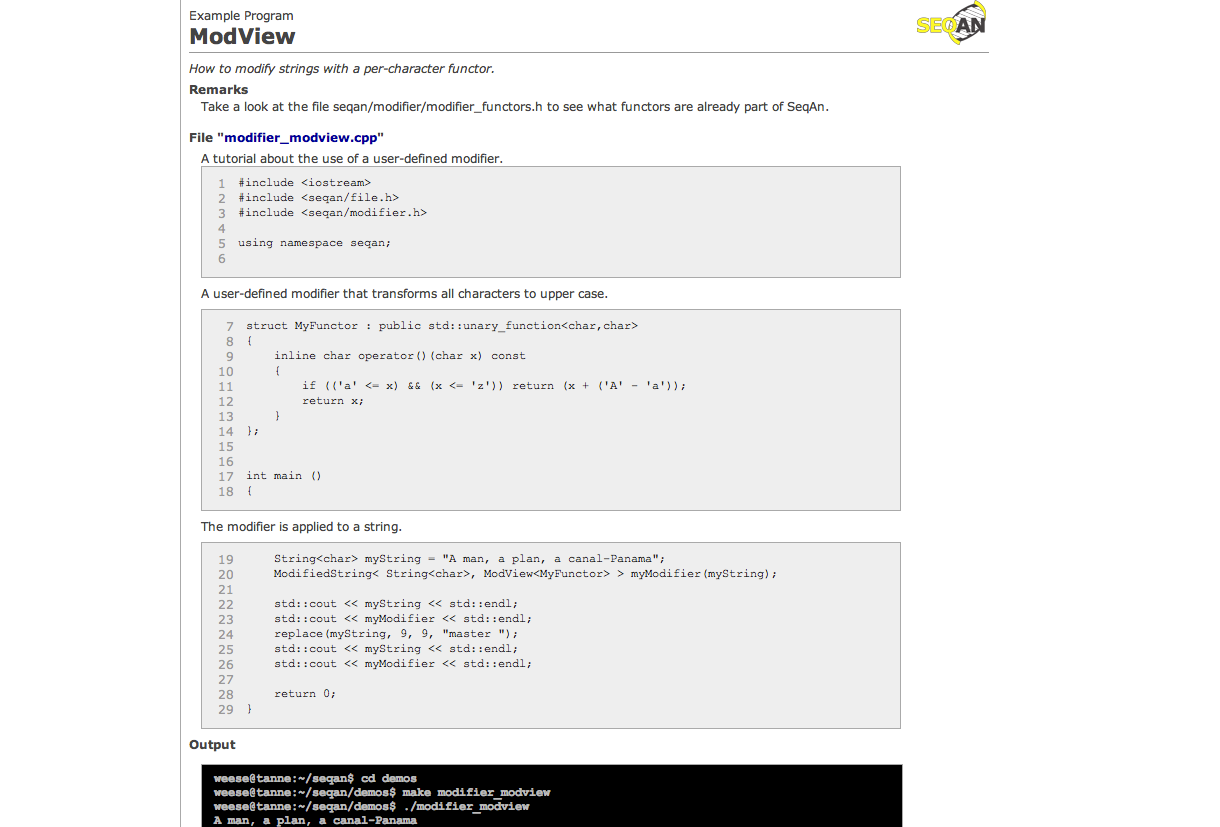 Example Program
SEQAN
ModView
How to modify strings with a per-character functor.
Remarks
Take a look at the file seqan/modifier/modifier_functors.h to see what functors are already part of SeqAn.
File "modifier_modview.cpp"
A tutorial about the use of a user-defined modifier.
1 #include <iostream>
2 #include <seqan/file.h>
3 #include <seqan/modifier.h>
4
5 using namespace seqan;
6
A user-defined modifier that transforms all characters to upper case.
7 struct MyFunctor : public std::unary_function<char,char>
8 {
9     inline char operator()(char x) const
10     {
11         if (('a' <= x) && (x <= 'z')) return (x + ('A' - 'a'));
12         return x;
13     }
14 };
15
16
17 int main ()
18 {
The modifier is applied to a string.
19     String<char> myString = "A man, a plan, a canal-Panama";
20     ModifiedString< String<char>, ModView<MyFunctor> > myModifier(myString);
21
22     std::cout << myString << std::endl;
23     std::cout << myModifier << std::endl;
24     replace(myString, 9, 9, "master ");
25     std::cout << myString << std::endl;
26     std::cout << myModifier << std::endl;
27
28     return 0;
29 }
Output
weese@tanne:~/seqan$ cd demos
weese@tanne:~/seqan/demos$ make modifier_modview
weese@tanne:~/seqan/demos$ ./modifier_modview
A man, a plan, a canal-Panama